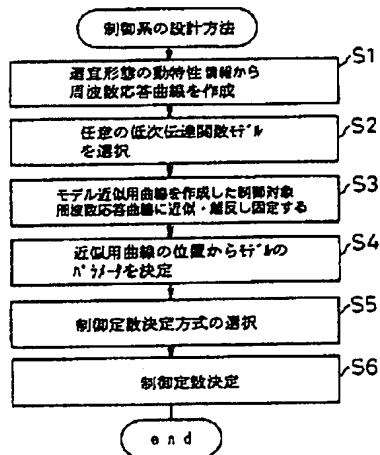 制御系の設計方法
S1
適宜形態の動特性情報から
周波数応答曲線を作成
S2
任意の低次伝達関数モデル
を選択
S3
モデル近似用曲線を作成した制御対象
周波数応答曲線に近似・
し固定する
S4
近似用曲線の位置からモデルの
パラメータを決定
S5
制御定数決定方式の選択
S6
制御定数決定
end